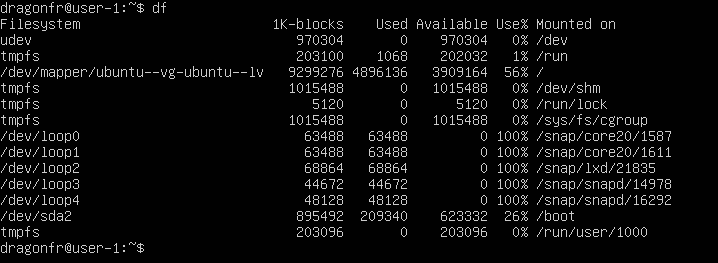 dragonfr@user-1:~$ df
Filesystem                        1K-blocks    Used Available Use% Mounted on
udev                                 970304       0    970304   0% /dev
tmpfs                                203100    1068    202032   1% /run
/dev/mapper/ubuntu--vg-ubuntu--lv   9299276 4896136   3909164  56% /
tmpfs                               1015488       0   1015488   0% /dev/shm
tmpfs                                  5120       0      5120   0% /run/lock
tmpfs                               1015488       0   1015488   0% /sys/fs/cgroup
/dev/loop0                            63488   63488         0 100% /snap/core20/1587
/dev/loop1                            63488   63488         0 100% /snap/core20/1611
/dev/loop2                            68864   68864         0 100% /snap/lxd/21835
/dev/loop3                            44672   44672         0 100% /snap/snapd/14978
/dev/loop4                            48128   48128         0 100% /snap/snapd/16292
/dev/sda2                            895492  209340    623332  26% /boot
tmpfs                                203096       0    203096   0% /run/user/1000
dragonfr@user-1:~$